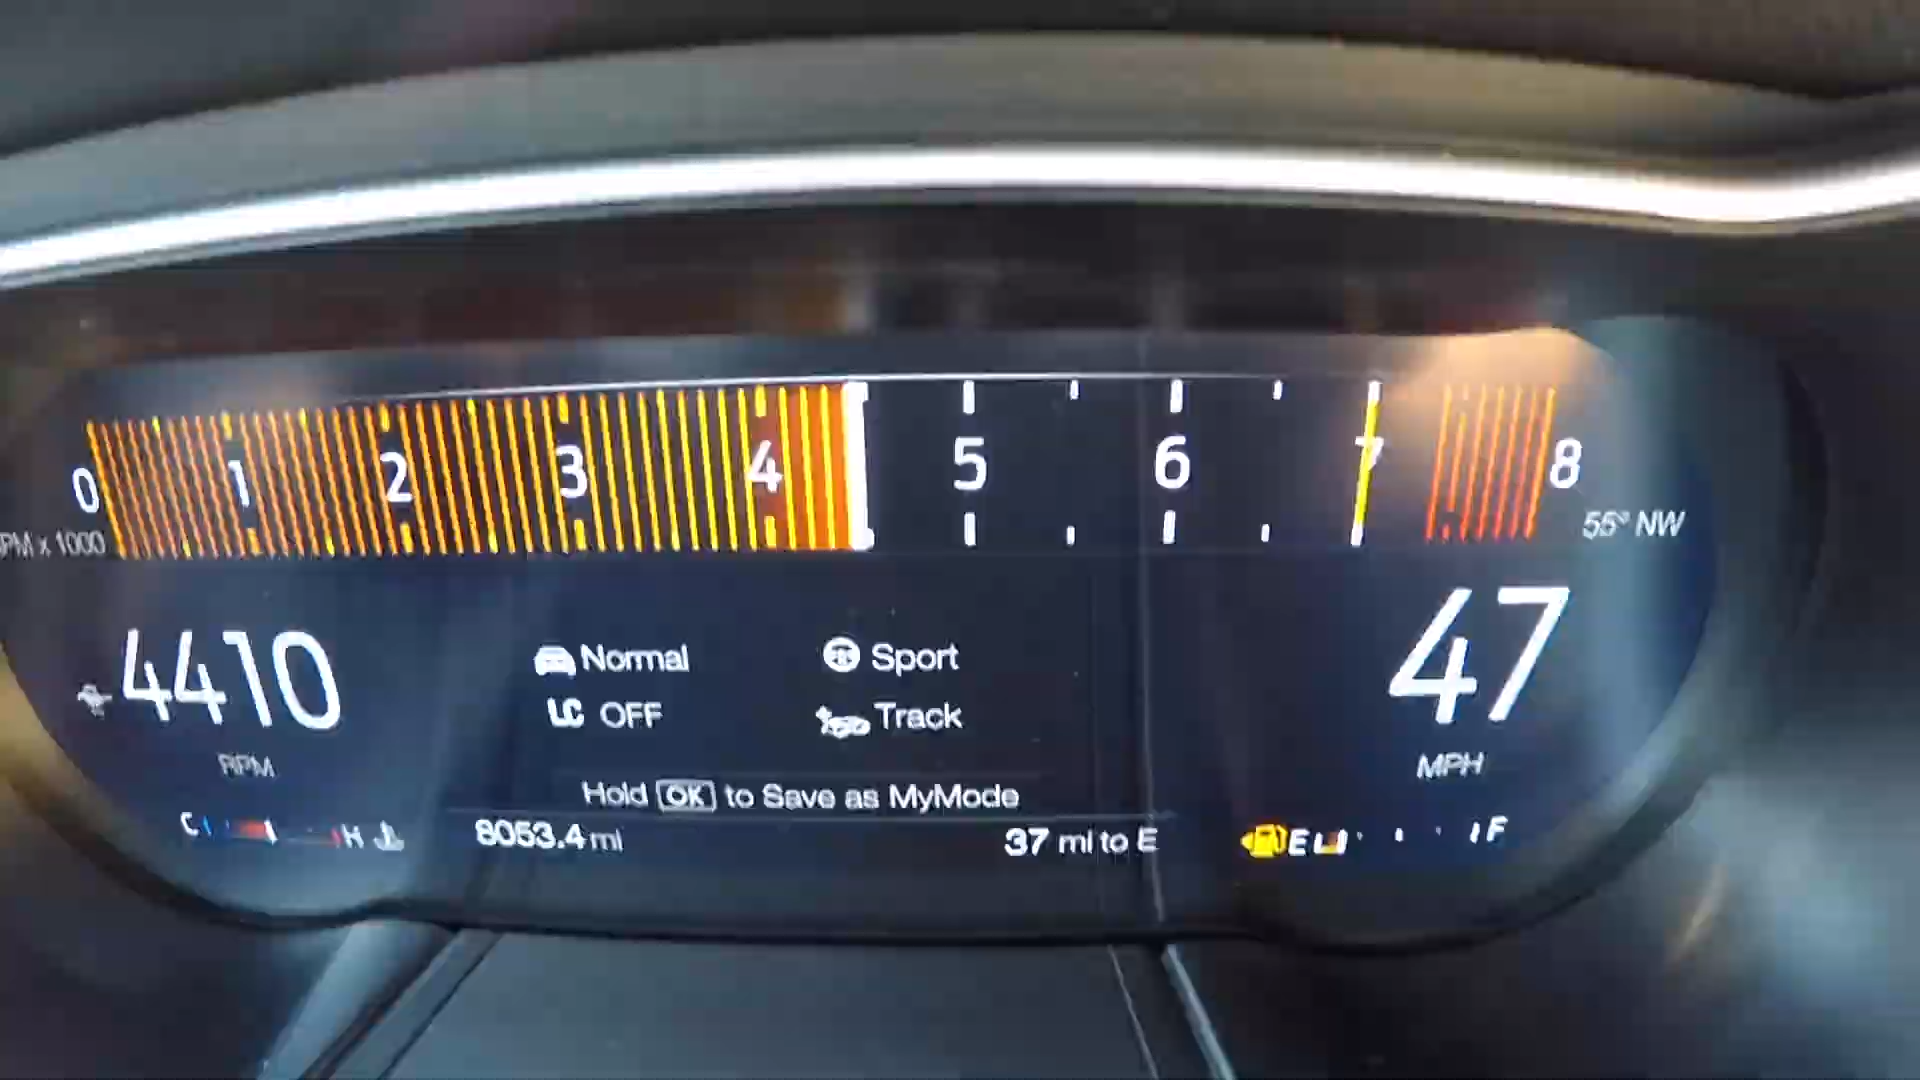 0 1 2 3 4 5 6 7 8
PM x 1000
55° NW
4410
RPM
Normal
Sport
LC OFF
Track
47
MPH
Hold OK to Save as MyMode
C H
8053.4 mi
37 mi to E
E F